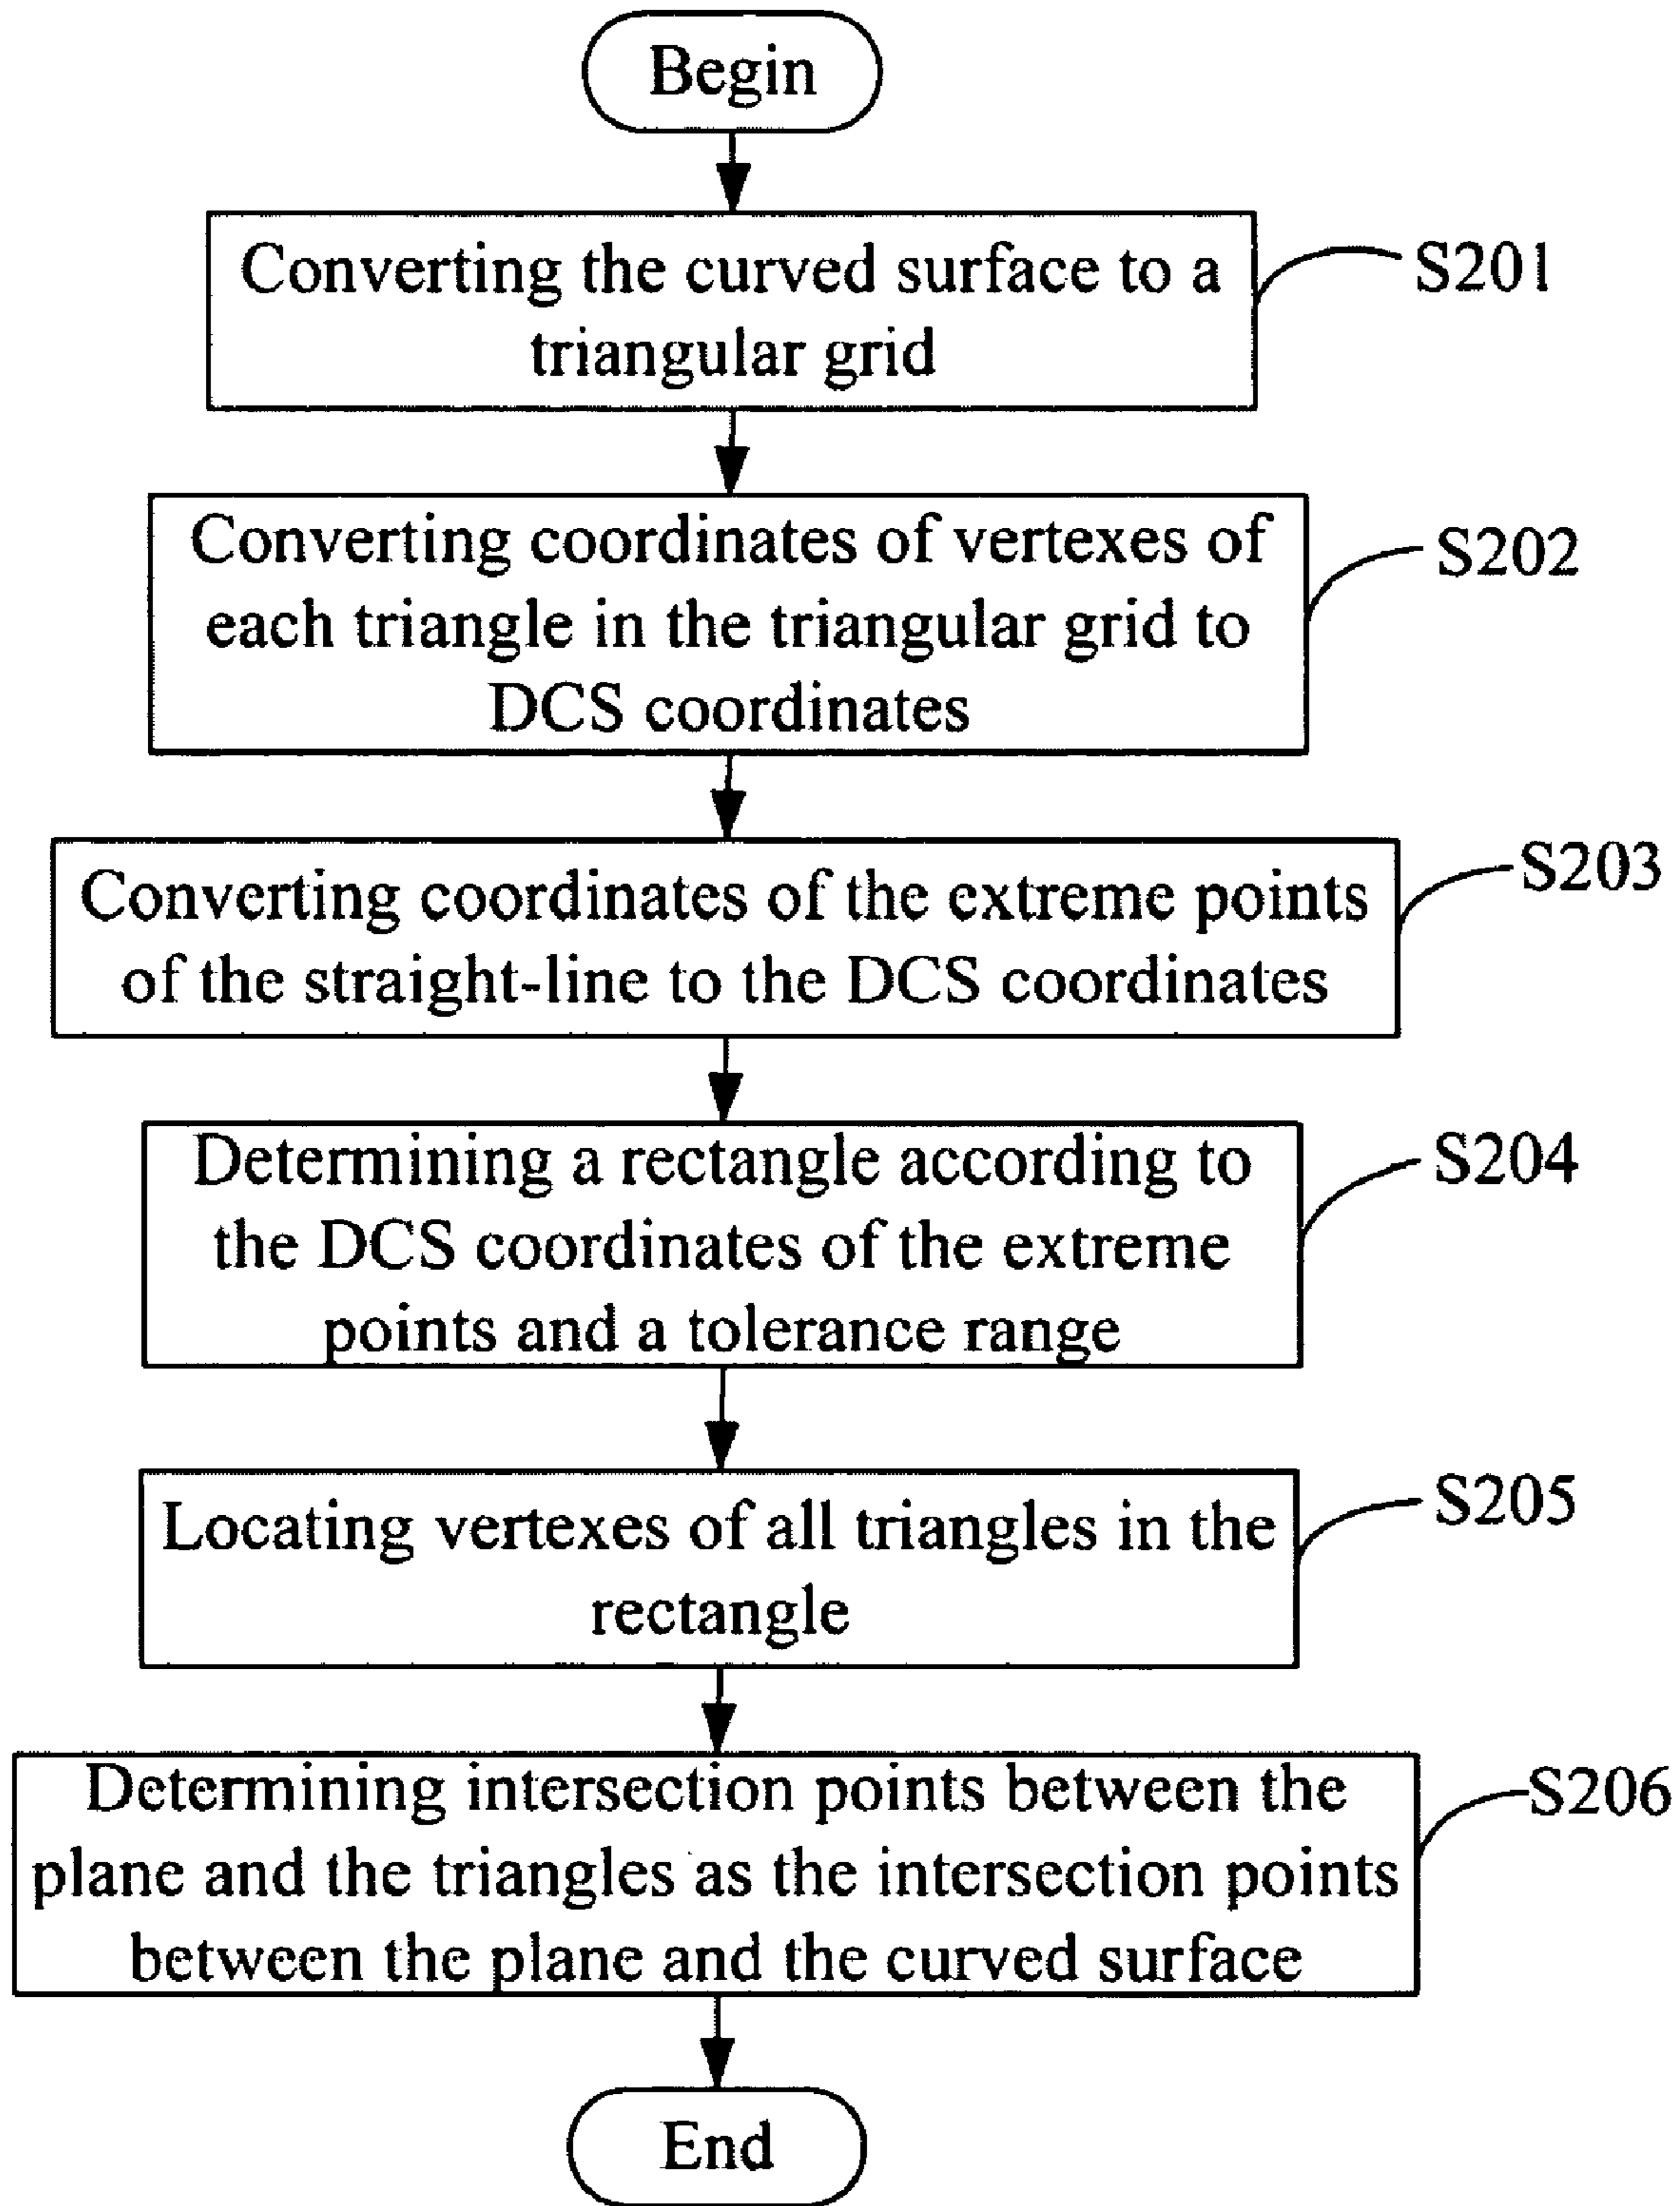 Begin
Converting the curved surface to a
triangular grid
S201
Converting coordinates of vertexes of
each triangle in the triangular grid to
DCS coordinates
S202
Converting coordinates of the extreme points
of the straight-line to the DCS coordinates
S203
Determining a rectangle according to
the DCS coordinates of the extreme
points and a tolerance range
S204
Locating vertexes of all triangles in the
rectangle
S205
Determining intersection points between the
plane and the triangles as the intersection points
between the plane and the curved surface
S206
End